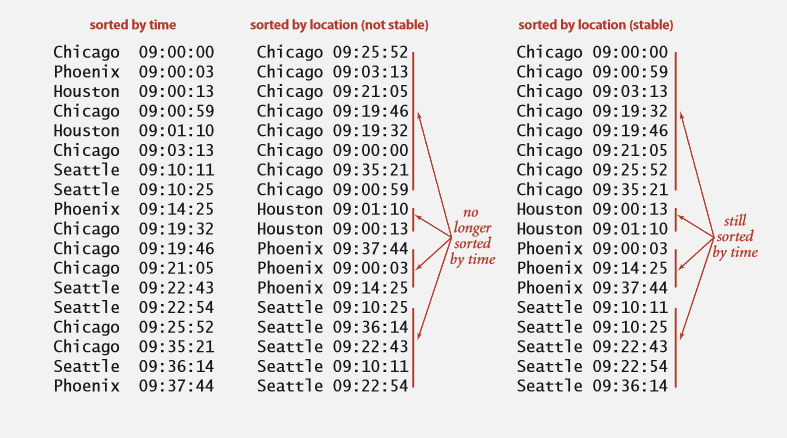 sorted by time
Chicago 09:00:00
Phoenix 09:00:03
Houston 09:00:13
Chicago 09:00:59
Houston 09:01:10
Chicago 09:03:13
Seattle 09:10:11
Seattle 09:10:25
Phoenix 09:14:25
Chicago 09:19:32
Chicago 09:19:46
Chicago 09:21:05
Seattle 09:22:43
Seattle 09:22:54
Chicago 09:25:52
Chicago 09:35:21
Seattle 09:36:14
Phoenix 09:37:44
sorted by location (not stable)
Chicago 09:25:52
Chicago 09:03:13
Chicago 09:21:05
Chicago 09:19:46
Chicago 09:19:32
Chicago 09:00:00
Chicago 09:35:21
Chicago 09:00:59
Houston 09:01:10
Houston 09:00:13
Phoenix 09:37:44
Phoenix 09:00:03
Phoenix 09:14:25
Seattle 09:10:25
Seattle 09:36:14
Seattle 09:22:43
Seattle 09:10:11
Seattle 09:22:54
no
longer
sorted
by time
sorted by location (stable)
Chicago 09:00:00
Chicago 09:00:59
Chicago 09:03:13
Chicago 09:19:32
Chicago 09:19:46
Chicago 09:21:05
Chicago 09:25:52
Chicago 09:35:21
Houston 09:00:13
Houston 09:01:10
Phoenix 09:00:03
Phoenix 09:14:25
Phoenix 09:37:44
Seattle 09:10:11
Seattle 09:10:25
Seattle 09:22:43
Seattle 09:22:54
Seattle 09:36:14
still
sorted
by time